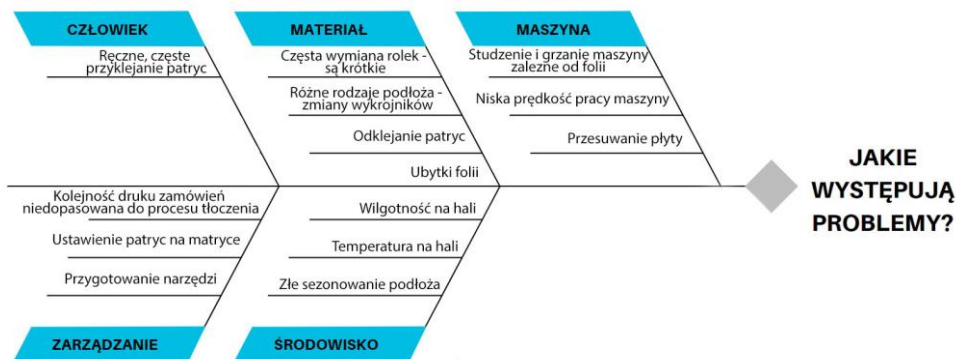 CZŁOWIEK
Ręczne, częste
przyklejanie patryc
MATERIAŁ
Częsta wymiana rolek -
są krótkie
Różne rodzaje podłoża -
zmiany wykrojników
Odklejanie patryc
Ubytki folii
MASZYNA
Studzenie i grzanie maszyny
zależne od folii
Niska prędkość pracy maszyny
Przesuwanie płyty
JAKIE
WYSTĘPUJĄ
PROBLEMY?
Kolejność druku zamówień
niedopasowana do procesu tłoczenia
Ustawienie patryc na matryce
Przygotowanie narzędzi
ZARZĄDZANIE
Wilgotność na hali
Temperatura na hali
Złe sezonowanie podłoża
ŚRODOWISKO